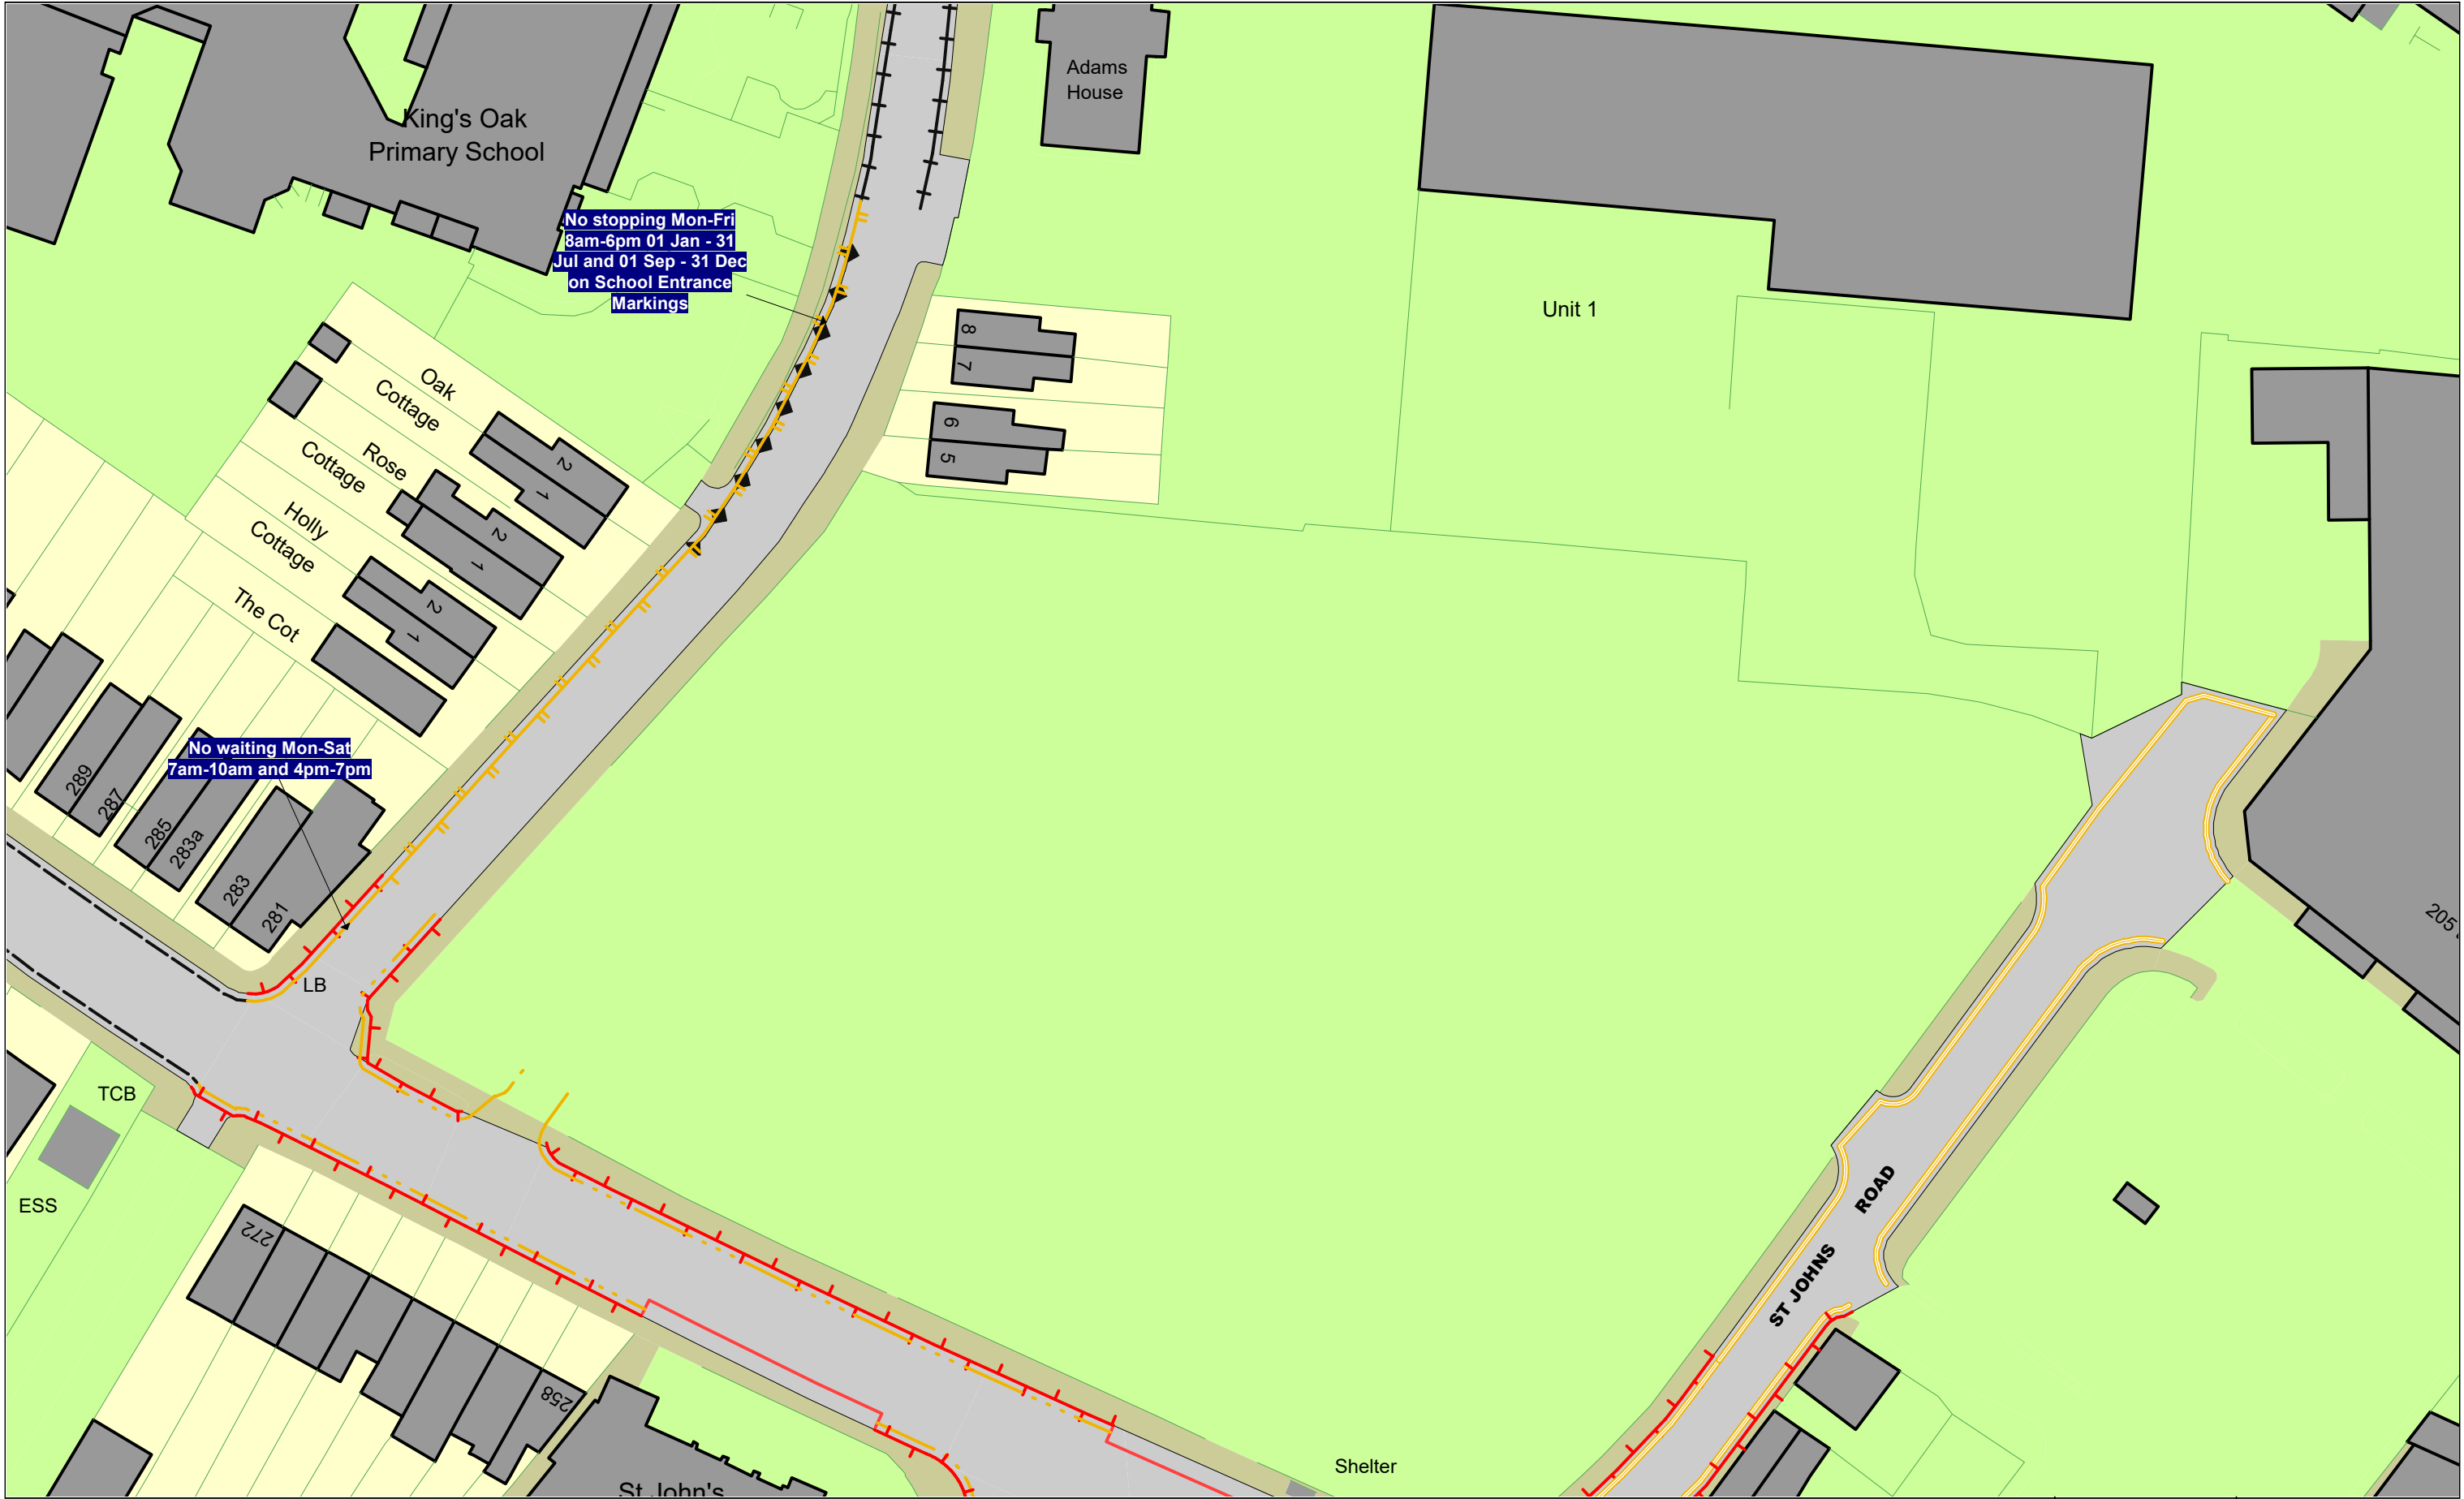 Adams
House
King's Oak
Primary School
No stopping Mon-Fri
8am-6pm 01 Jan - 31
Jul and 01 Sep - 31 Dec
on School Entrance
Markings
Unit 1
8
7
6
5
Oak
Cottage
2
1
Rose
Cottage
2
1
Holly
Cottage
2
1
The Cot
No waiting Mon-Sat
7am-10am and 4pm-7pm
289
287
285
283a
283
281
LB
TCB
ESS
272
258
St John's
Shelter
ST JOHNS
ROAD
205